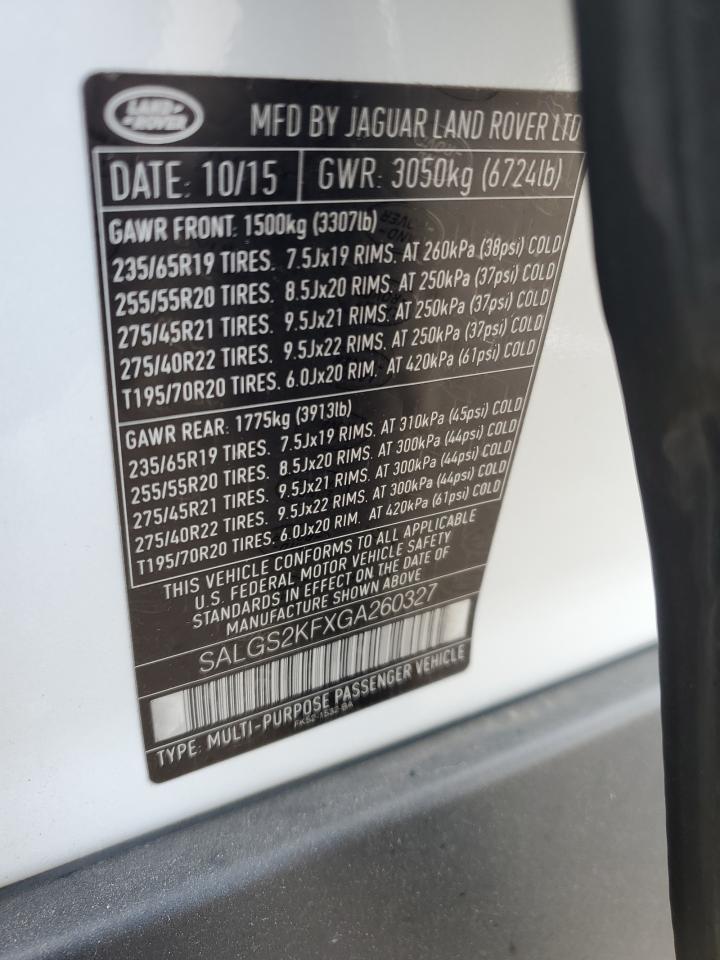 LAND ROVER
MFD BY JAGUAR LAND ROVER LTD
DATE: 10/15 GWR: 3050kg (6724lb)
GAWR FRONT: 1500kg (3307lb)
235/65R19 TIRES. 7.5Jx19 RIMS. AT 260kPa (38psi) COLD
255/55R20 TIRES. 8.5Jx20 RIMS. AT 250kPa (37psi) COLD
275/45R21 TIRES. 9.5Jx21 RIMS. AT 250kPa (37psi) COLD
275/40R22 TIRES. 9.5Jx22 RIMS. AT 250kPa (37psi) COLD
T195/70R20 TIRES. 6.0Jx20 RIM. AT 420kPa (61psi) COLD
GAWR REAR: 1775kg (3913lb)
235/65R19 TIRES. 7.5Jx19 RIMS. AT 310kPa (45psi) COLD
255/55R20 TIRES. 8.5Jx20 RIMS. AT 300kPa (44psi) COLD
275/45R21 TIRES. 9.5Jx21 RIMS. AT 300kPa (44psi) COLD
275/40R22 TIRES. 9.5Jx22 RIMS. AT 300kPa (44psi) COLD
T195/70R20 TIRES. 6.0Jx20 RIM. AT 420kPa (61psi) COLD
THIS VEHICLE CONFORMS TO ALL APPLICABLE
U.S. FEDERAL MOTOR VEHICLE SAFETY
STANDARDS IN EFFECT ON THE DATE OF
MANUFACTURE SHOWN ABOVE
SALGS2KFXGA260327
TYPE: MULTI-PURPOSE PASSENGER VEHICLE